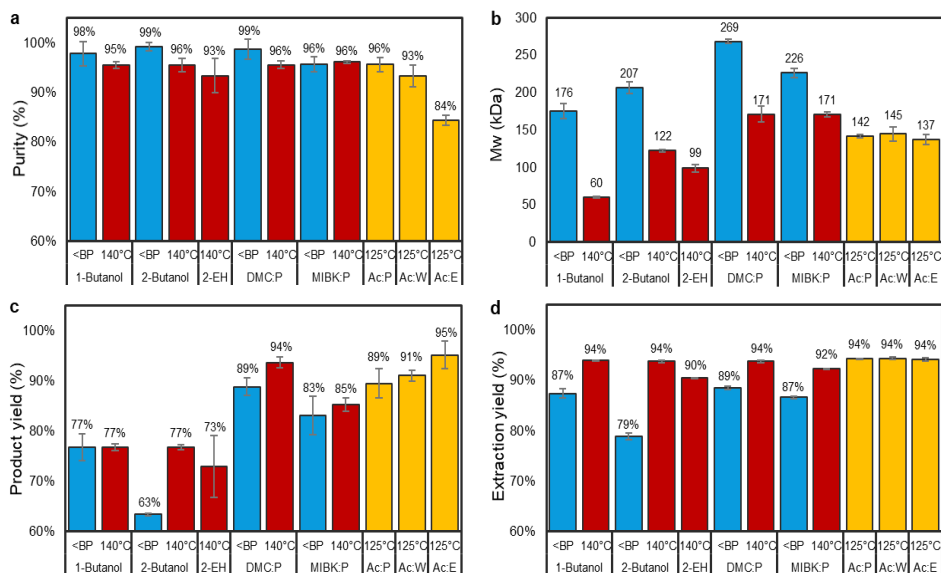 a
Purity (%)
100%
90%
80%
70%
60%
98% 95% 99% 96% 93% 99% 96% 96% 96% 96% 93% 84%
<BP 140°C <BP 140°C 140°C <BP 140°C <BP 140°C 125°C 125°C 125°C
1-Butanol 2-Butanol 2-EH DMC:P MIBK:P Ac:P Ac:W Ac:E
b
Mw (kDa)
300
250
200
150
100
50
0
176 60 207 122 99 269 171 226 171 142 145 137
<BP 140°C <BP 140°C 140°C <BP 140°C <BP 140°C 125°C 125°C 125°C
1-Butanol 2-Butanol 2-EH DMC:P MIBK:P Ac:P Ac:W Ac:E
c
Product yield (%)
100%
90%
80%
70%
60%
77% 77% 63% 77% 73% 89% 94% 83% 85% 89% 91% 95%
<BP 140°C <BP 140°C 140°C <BP 140°C <BP 140°C 125°C 125°C 125°C
1-Butanol 2-Butanol 2-EH DMC:P MIBK:P Ac:P Ac:W Ac:E
d
Extraction yield (%)
100%
90%
80%
70%
60%
87% 94% 79% 94% 90% 89% 94% 87% 92% 94% 94% 94%
<BP 140°C <BP 140°C 140°C <BP 140°C <BP 140°C 125°C 125°C 125°C
1-Butanol 2-Butanol 2-EH DMC:P MIBK:P Ac:P Ac:W Ac:E